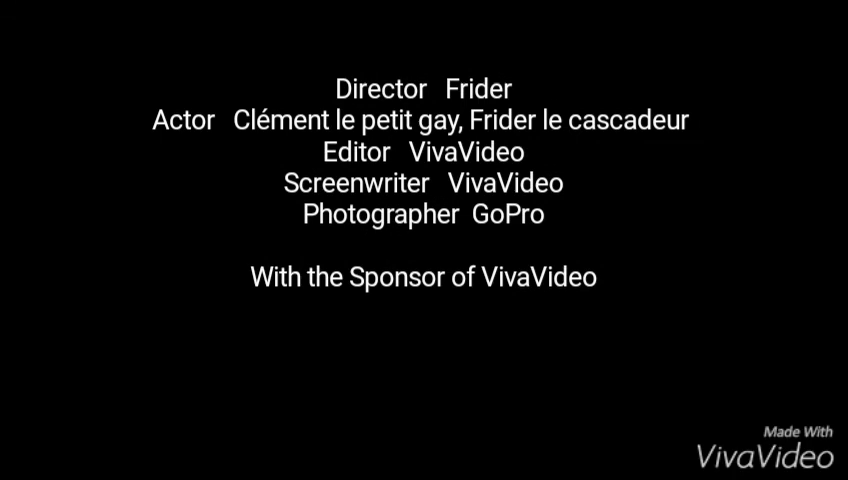 Director Frider
Actor Clément le petit gay, Frider le cascadeur
Editor VivaVideo
Screenwriter VivaVideo
Photographer GoPro
With the Sponsor of VivaVideo
Made With
VivaVideo